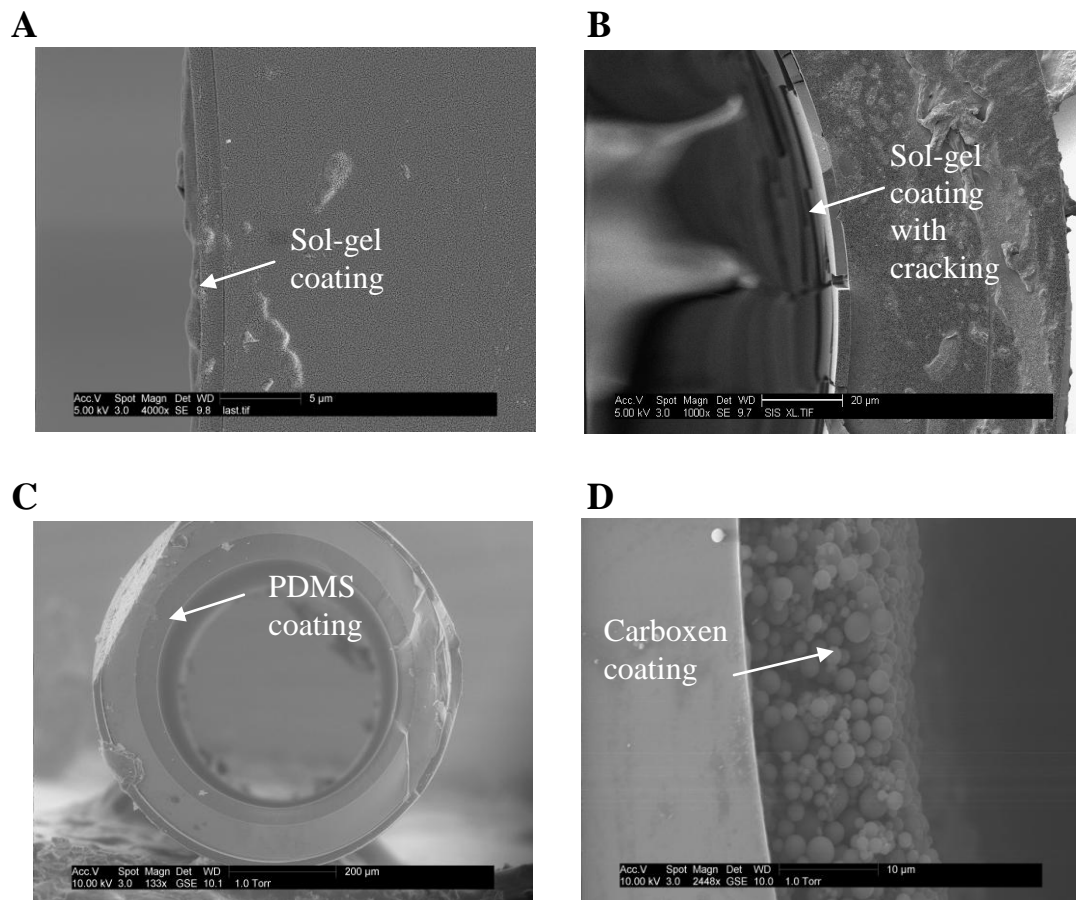 A
Sol-gel
coating
Acc.V Spot Magn Det WD 5 µm
5.00 kV 3.0 4000x SE 9.8 last.tif
B
Sol-gel
coating
with
cracking
Acc.V Spot Magn Det WD 20 µm
5.00 kV 3.0 1000x SE 9.7 SIS XL.TIF
C
PDMS
coating
Acc.V Spot Magn Det WD 200 µm
10.00 kV 3.0 133x GSE 10.1 1.0 Torr
D
Carboxen
coating
Acc.V Spot Magn Det WD 10 µm
10.00 kV 3.0 2448x GSE 10.0 1.0 Torr